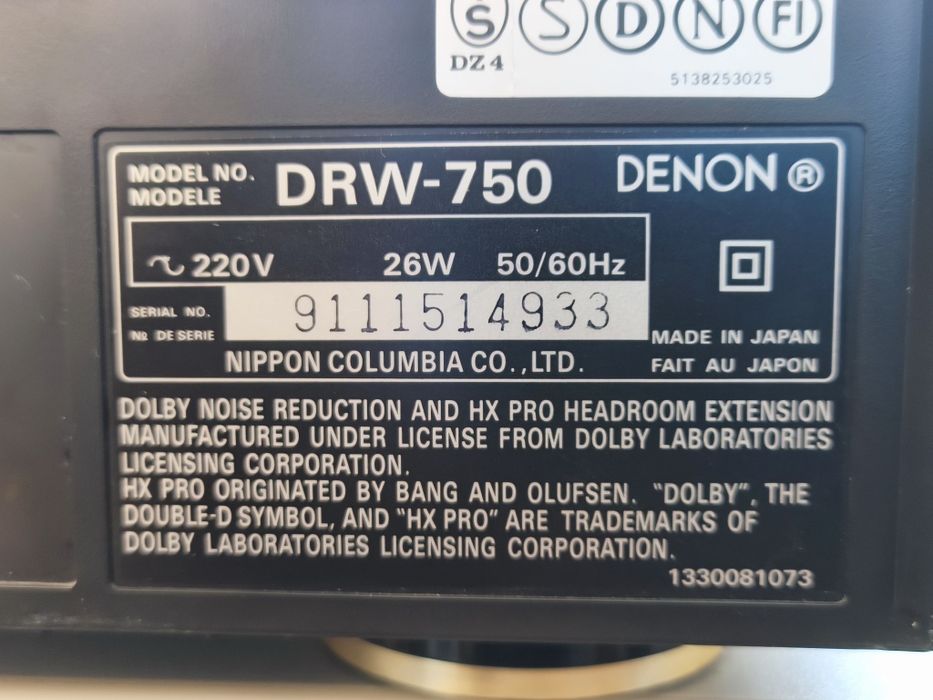 S S D N FI
DZ 4
5138253025
MODEL NO. DRW-750 DENON ®
MODELE
220V 26W 50/60Hz
SERIAL NO. 9111514933
No DE SERIE
MADE IN JAPAN
NIPPON COLUMBIA CO.,LTD. FAIT AU JAPON
DOLBY NOISE REDUCTION AND HX PRO HEADROOM EXTENSION
MANUFACTURED UNDER LICENSE FROM DOLBY LABORATORIES
LICENSING CORPORATION.
HX PRO ORIGINATED BY BANG AND OLUFSEN. "DOLBY", THE
DOUBLE-D SYMBOL, AND "HX PRO" ARE TRADEMARKS OF
DOLBY LABORATORIES LICENSING CORPORATION.
1330081073